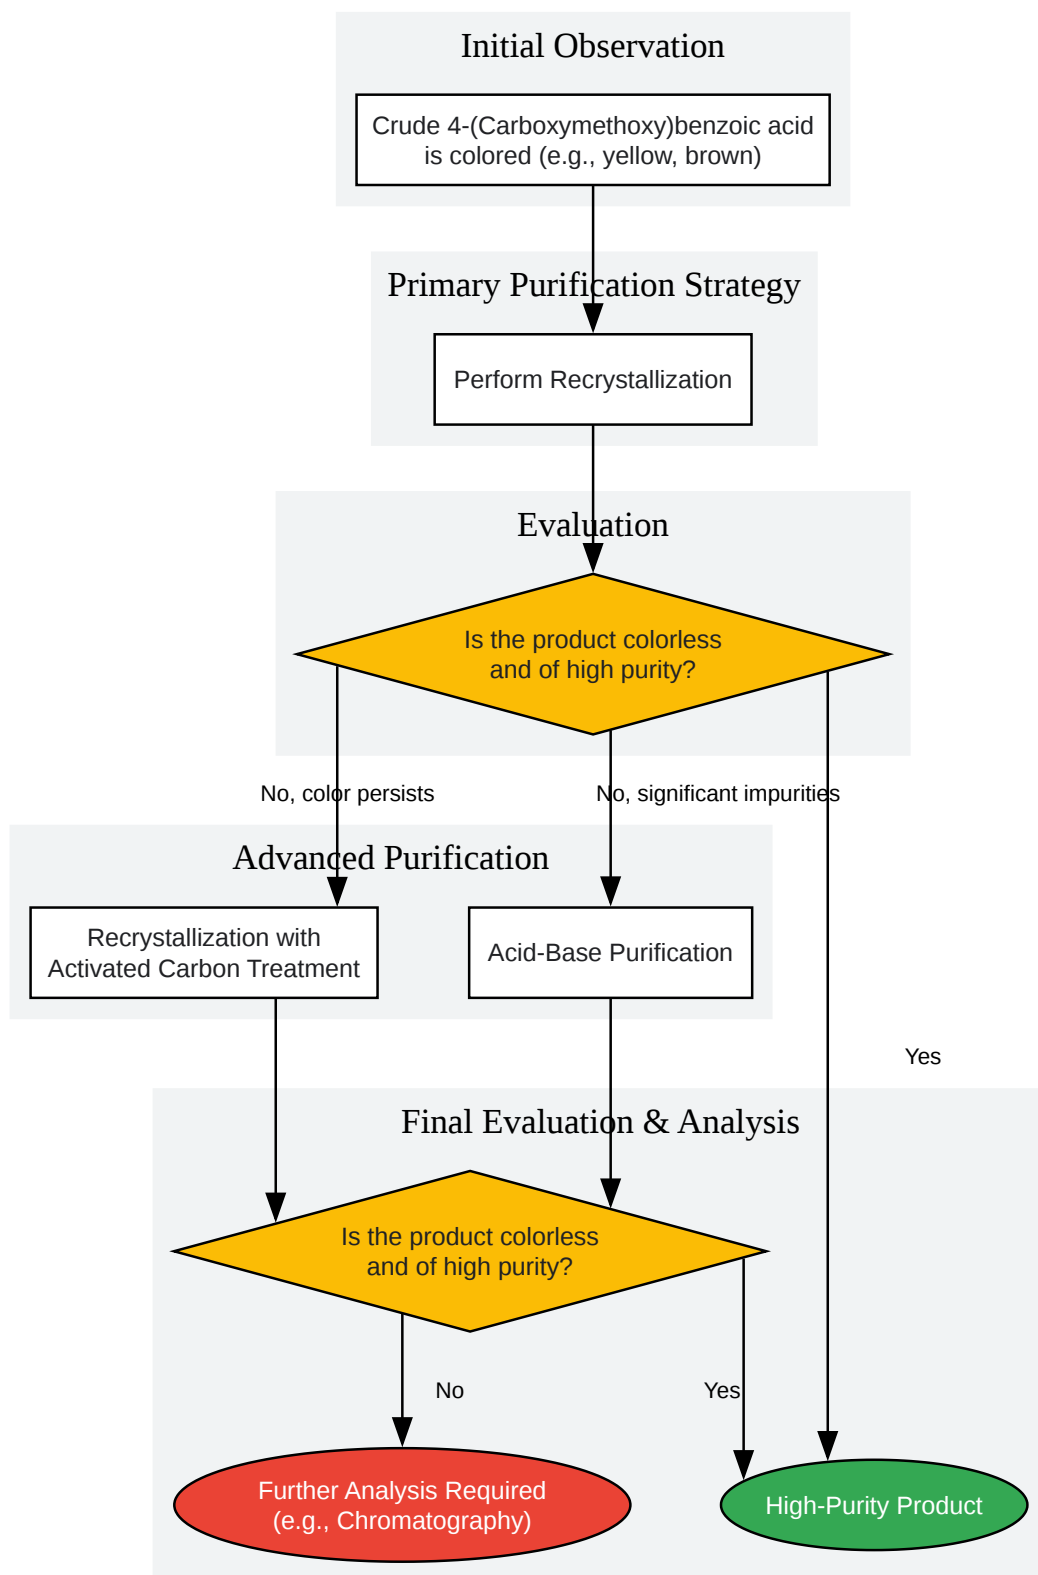 Initial Observation
Crude 4-(Carboxymethoxy)benzoic acid
is colored (e.g., yellow, brown)
Primary Purification Strategy
Perform Recrystallization
Evaluation
Is the product colorless
and of high purity?
No, color persists
No, significant impurities
Advanced Purification
Recrystallization with
Activated Carbon Treatment
Acid-Base Purification
Yes
Final Evaluation & Analysis
Is the product colorless
and of high purity?
No
Yes
Further Analysis Required
(e.g., Chromatography)
High-Purity Product